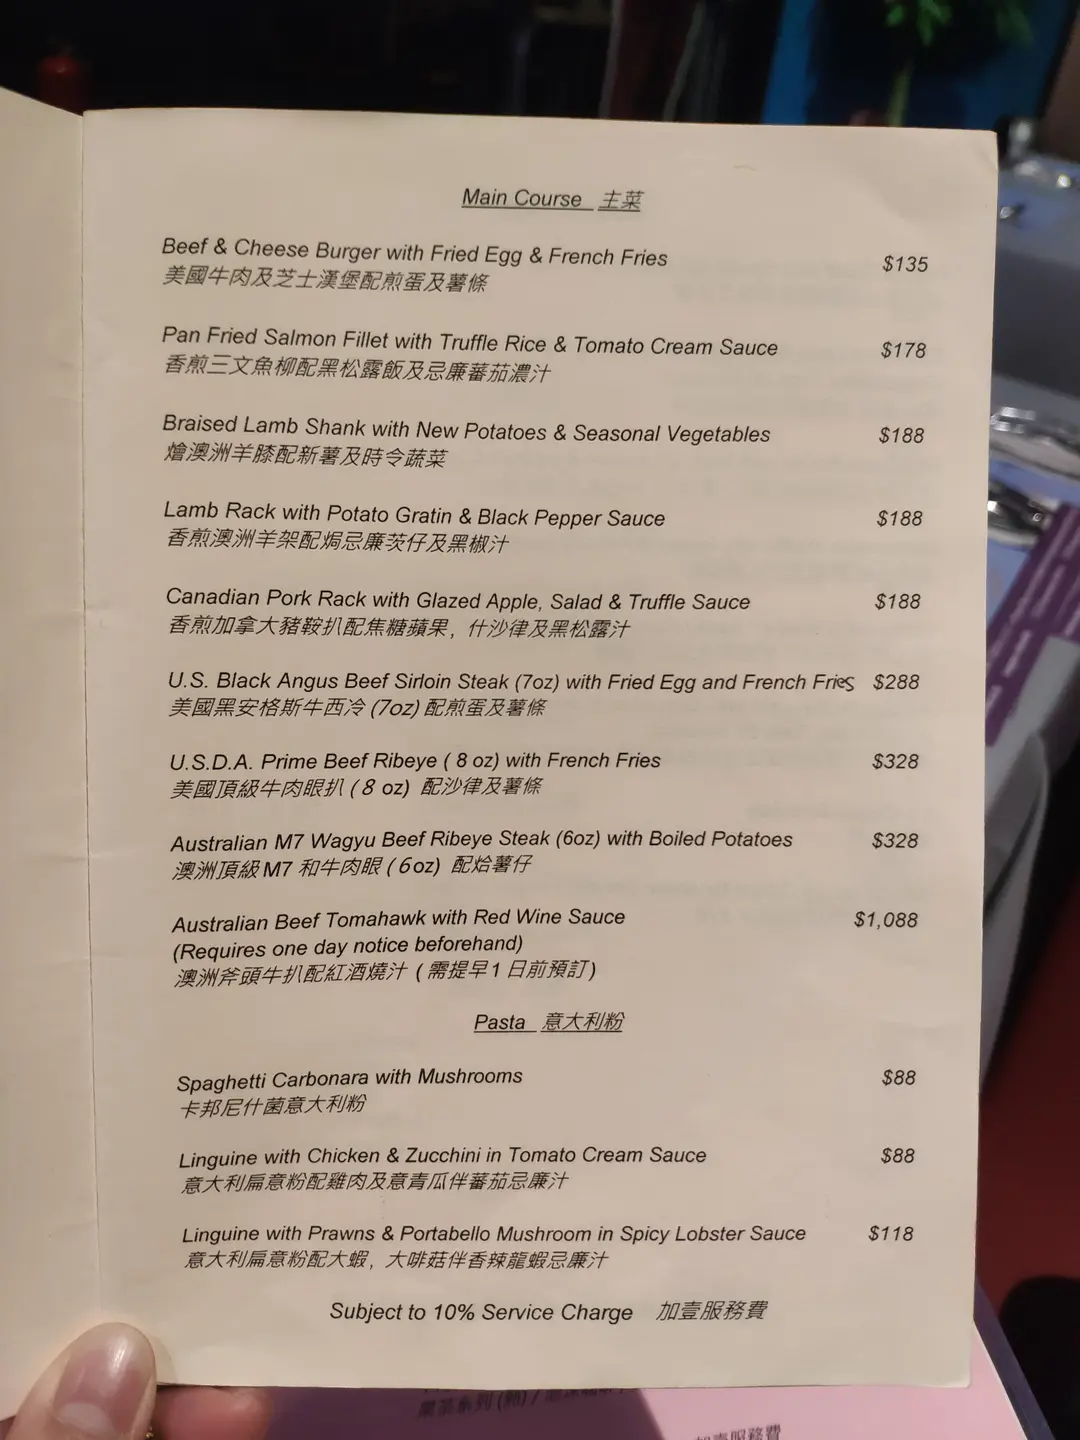 Main Course 主菜
Beef & Cheese Burger with Fried Egg & French Fries $135
美國牛肉及芝士漢堡配煎蛋及薯條
Pan Fried Salmon Fillet with Truffle Rice & Tomato Cream Sauce $178
香煎三文魚柳配黑松露飯及忌廉蕃茄濃汁
Braised Lamb Shank with New Potatoes & Seasonal Vegetables $188
燴澳洲羊膝配新薯及時令蔬菜
Lamb Rack with Potato Gratin & Black Pepper Sauce $188
香煎澳洲羊架配焗忌廉茨仔及黑椒汁
Canadian Pork Rack with Glazed Apple, Salad & Truffle Sauce $188
香煎加拿大豬鞍扒配焦糖蘋果, 什沙律及黑松露汁
U.S. Black Angus Beef Sirloin Steak (7oz) with Fried Egg and French Fries $288
美國黑安格斯牛西冷 (7oz) 配煎蛋及薯條
U.S.D.A. Prime Beef Ribeye ( 8 oz) with French Fries $328
美國頂級牛肉眼扒 ( 8 oz) 配沙律及薯條
Australian M7 Wagyu Beef Ribeye Steak (6oz) with Boiled Potatoes $328
澳洲頂級 M7 和牛肉眼 ( 6 oz) 配烚薯仔
Australian Beef Tomahawk with Red Wine Sauce $1,088
(Requires one day notice beforehand)
澳洲斧頭牛扒配紅酒燒汁 ( 需提早 1 日前預訂 )
Pasta 意大利粉
Spaghetti Carbonara with Mushrooms $88
卡邦尼什菌意大利粉
Linguine with Chicken & Zucchini in Tomato Cream Sauce $88
意大利扁意粉配雞肉及意青瓜伴蕃茄忌廉汁
Linguine with Prawns & Portabello Mushroom in Spicy Lobster Sauce $118
意大利扁意粉配大蝦, 大啡菇伴香辣龍蝦忌廉汁
Subject to 10% Service Charge 加壹服務費
加壹服務費